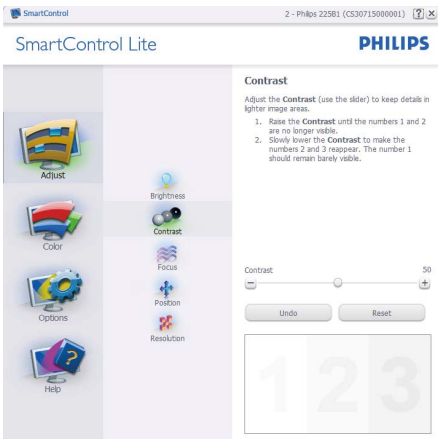 SmartControl
2 - Philips 225B1 (CS30715000001)
SmartControl Lite
PHILIPS
Adjust
Color
Options
Help
Brightness
Contrast
Focus
Position
Resolution
Contrast
Adjust the Contrast (use the slider) to keep details in
lighter image areas.
1. Raise the Contrast until the numbers 1 and 2
are no longer visible.
2. Slowly lower the Contrast to make the
numbers 2 and 3 reappear. The number 1
should remain barely visible.
Contrast 50
Undo Reset
1 2 3